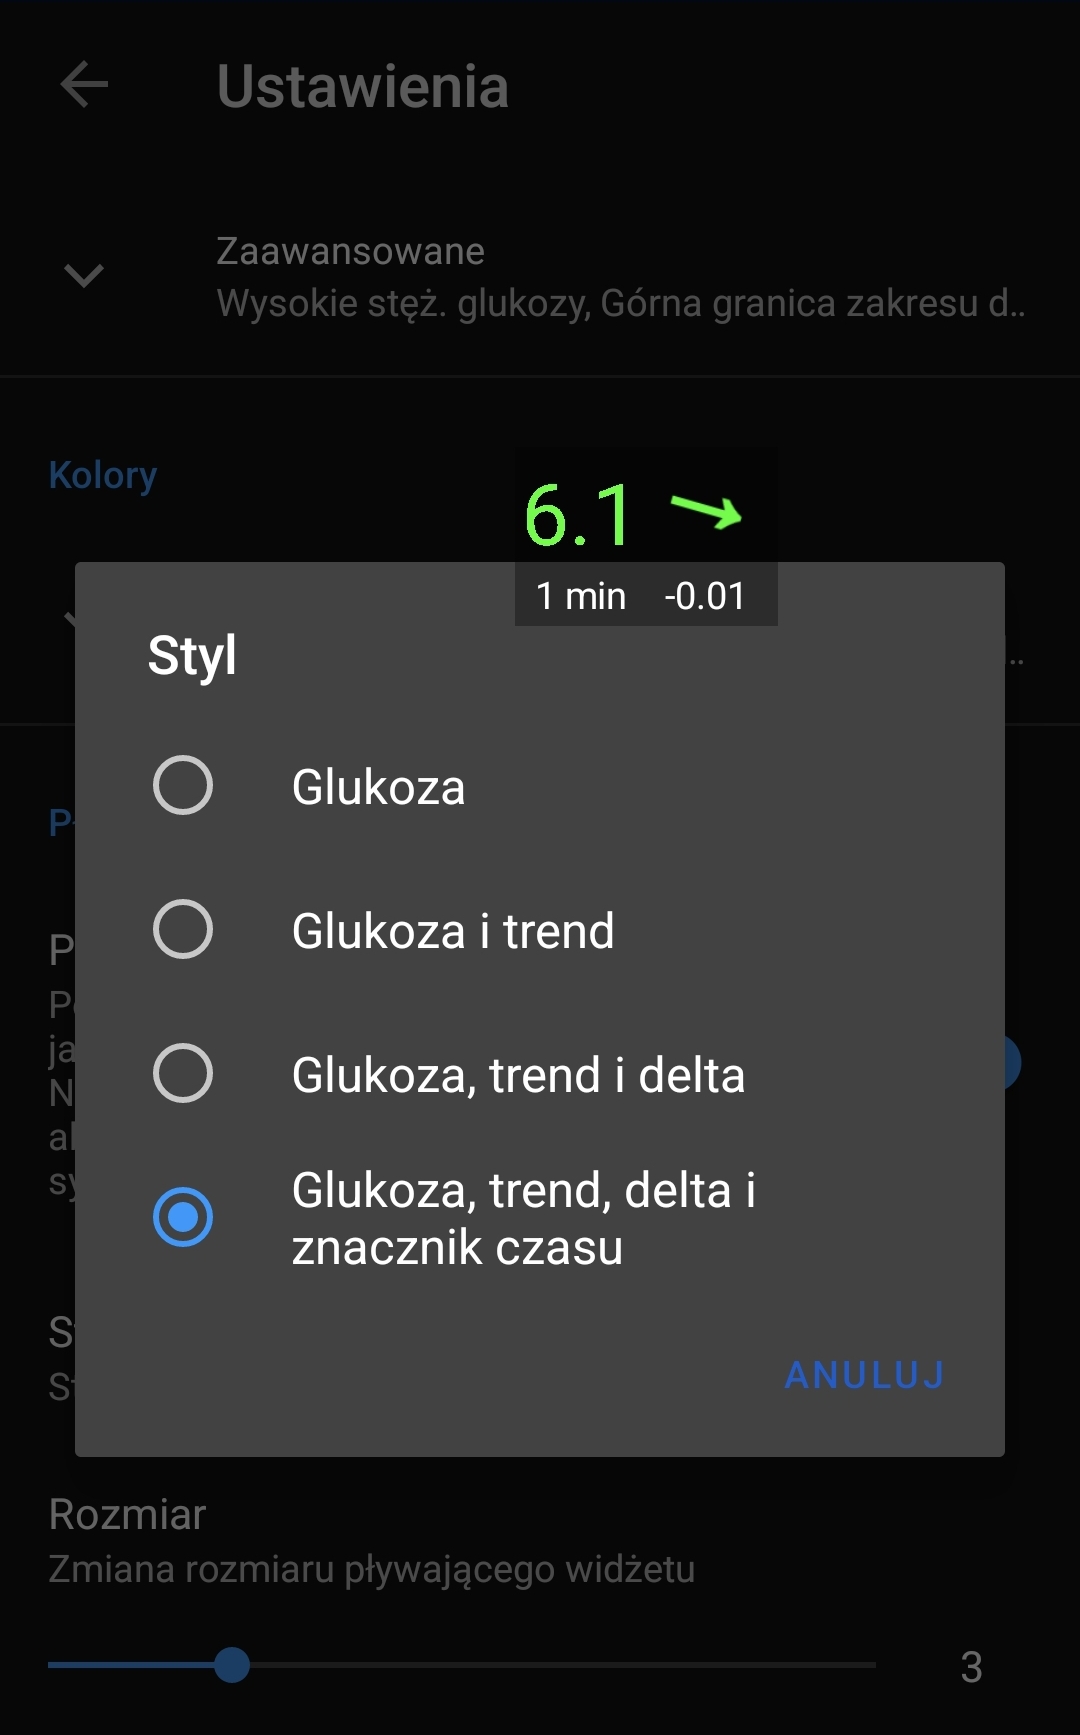 Ustawienia
Zaawansowane
Wysokie stęż. glukozy, Górna granica zakresu d..
Kolory
6.1
1 min -0.01
Styl
Glukoza
Glukoza i trend
Glukoza, trend i delta
Glukoza, trend, delta i
znacznik czasu
ANULUJ
Rozmiar
Zmiana rozmiaru pływającego widżetu
3